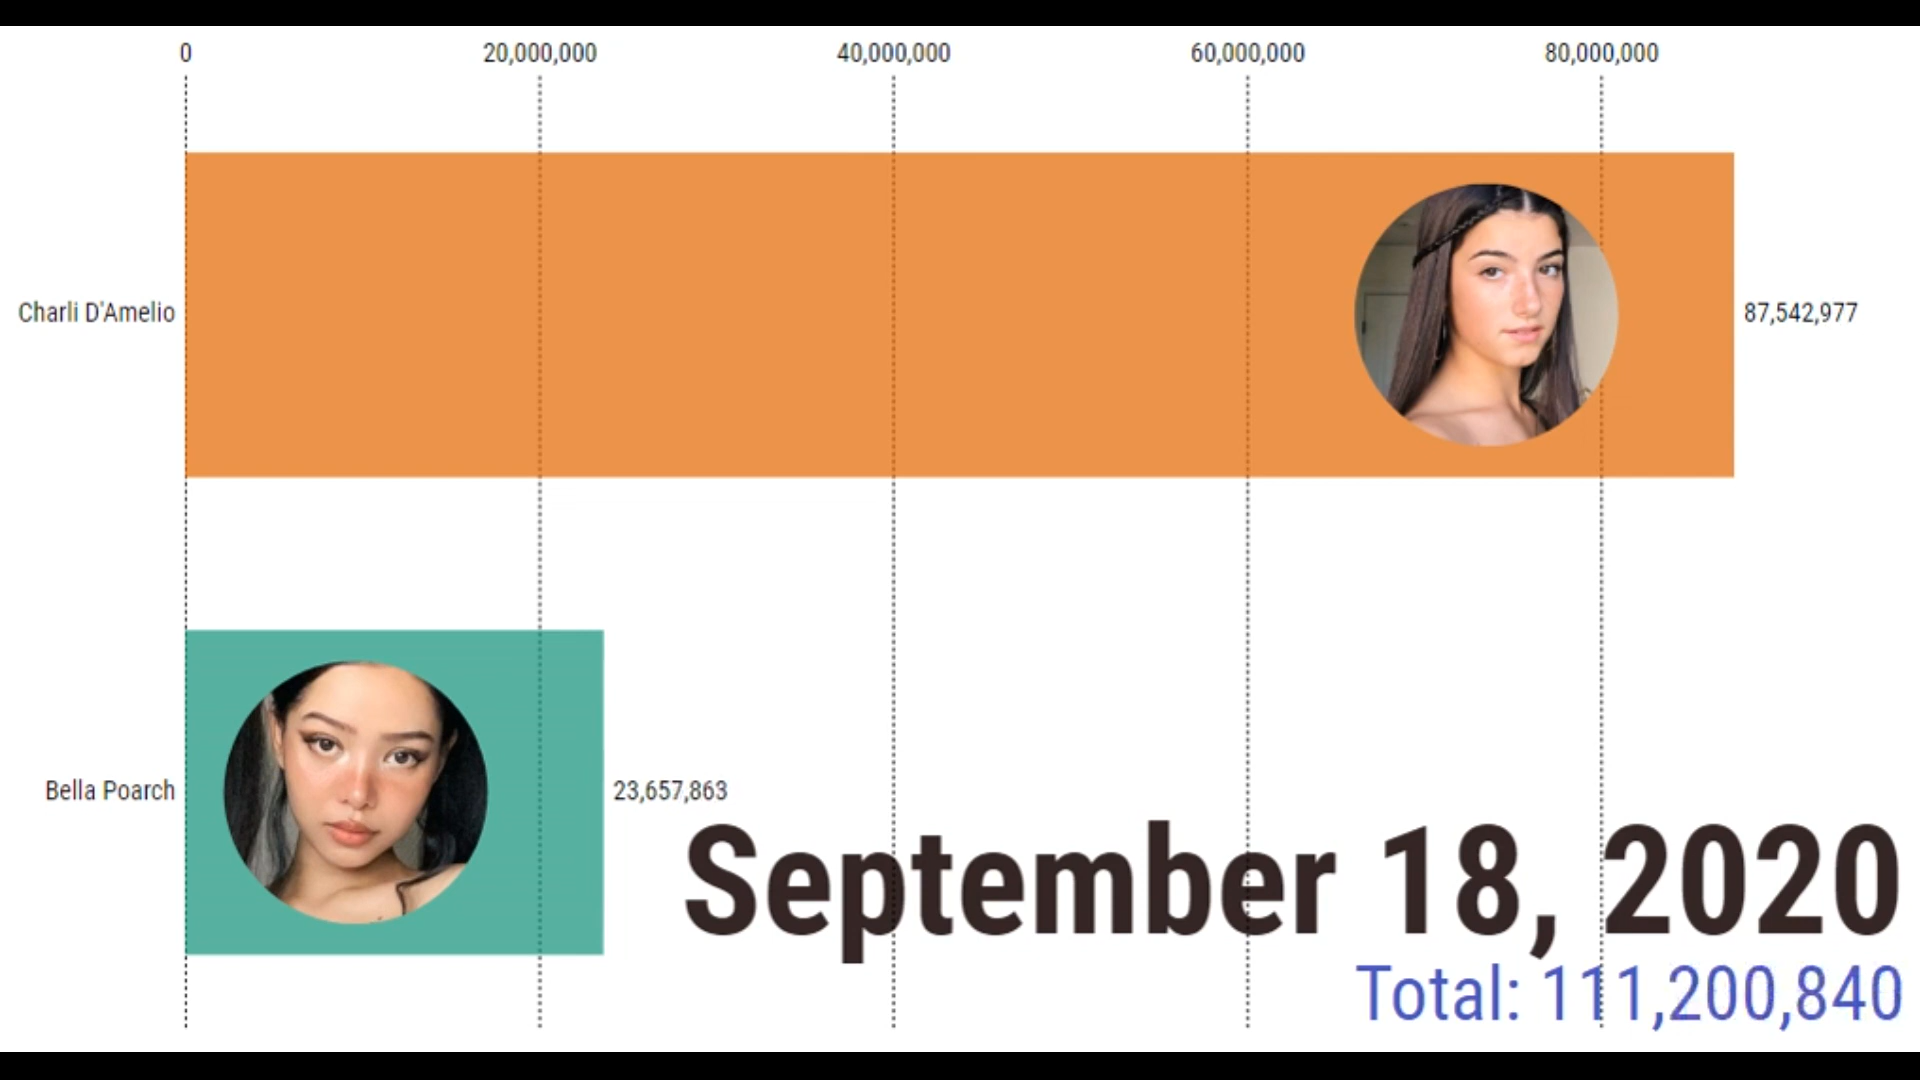 0 20,000,000 40,000,000 60,000,000 80,000,000
Charli D'Amelio 87,542,977
Bella Poarch 23,657,863
September 18, 2020
Total: 111,200,840